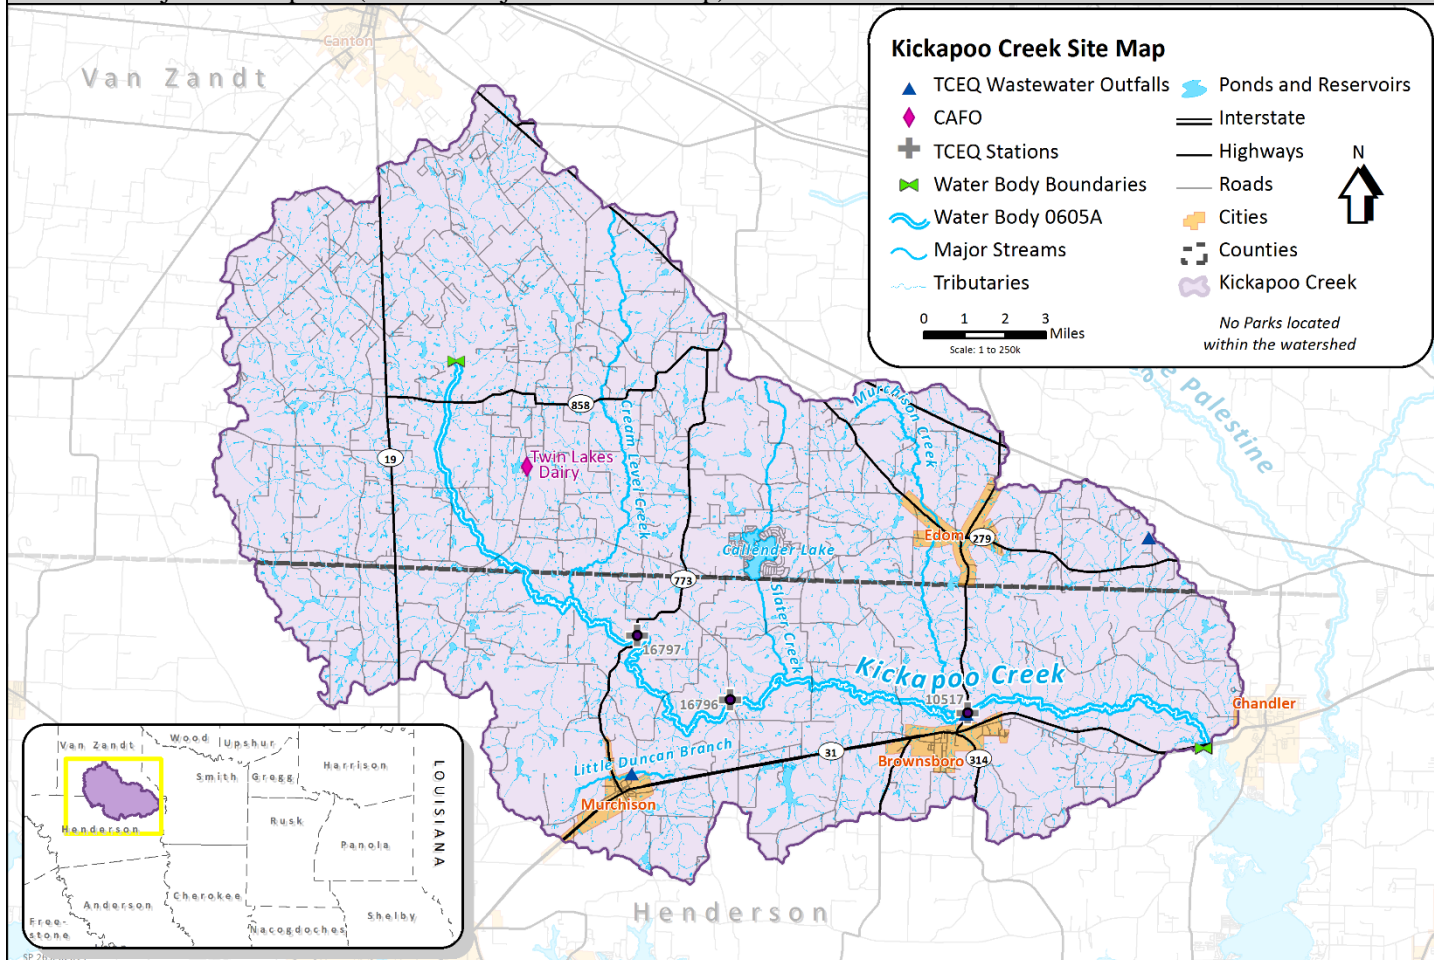 Canton
Van Zandt
Kickapoo Creek Site Map
TCEQ Wastewater Outfalls
CAFO
TCEQ Stations
Water Body Boundaries
Water Body 0605A
Major Streams
Tributaries
Ponds and Reservoirs
Interstate
Highways
Roads
Cities
Counties
Kickapoo Creek
N
0 1 2 3
Miles
Scale: 1 to 250k
No Parks located
within the watershed
Palestine
Murchison Creek
858
Cream Level Creek
19
Twin Lakes
Dairy
Edom
279
Callender Lake
773
Slater Creek
16797
Kickapoo Creek
16796
10517
Chandler
Little Duncan Branch
31
Brownsboro
314
Murchison
Henderson
Van Zandt
Wood
Upshur
Smith
Gregg
Harrison
LOUISIANA
Henderson
Rusk
Panola
Anderson
Cherokee
Shelby
Free-
stone
Nacogdoches